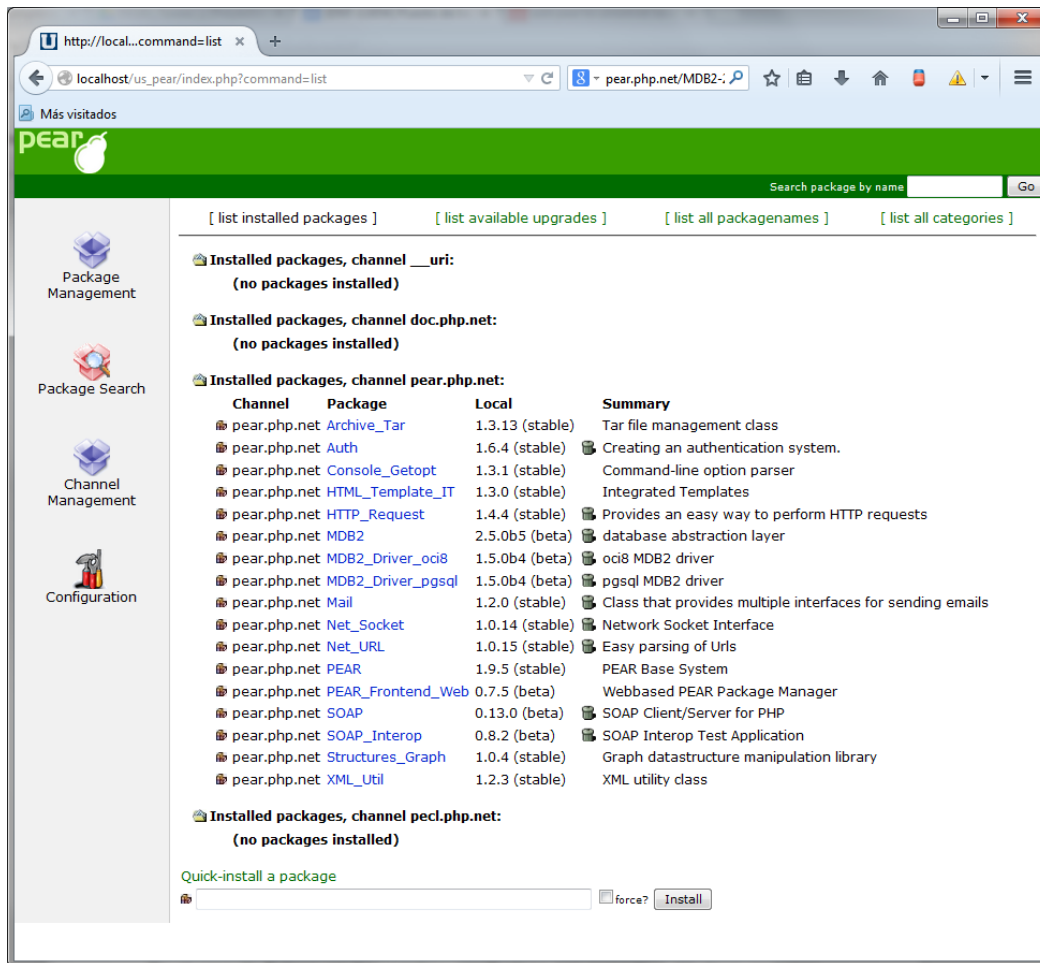 http://local...comm​and=list
localhost/us_pear/index.php?command=list
pear.php.net/MDB2-
Más visitados
pear
Search package by name Go
[ list installed packages ] [ list available upgrades ] [ list all packagenames ] [ list all categories ]
Package Management
Package Search
Channel Management
Configuration
Installed packages, channel __uri:
(no packages installed)
Installed packages, channel doc.php.net:
(no packages installed)
Installed packages, channel pear.php.net:
Channel Package Local Summary
pear.php.net Archive_Tar 1.3.13 (stable) Tar file management class
pear.php.net Auth 1.6.4 (stable) Creating an authentication system.
pear.php.net Console_Getopt 1.3.1 (stable) Command-line option parser
pear.php.net HTML_Template_IT 1.3.0 (stable) Integrated Templates
pear.php.net HTTP_Request 1.4.4 (stable) Provides an easy way to perform HTTP requests
pear.php.net MDB2 2.5.0b5 (beta) database abstraction layer
pear.php.net MDB2_Driver_oci8 1.5.0b4 (beta) oci8 MDB2 driver
pear.php.net MDB2_Driver_pgsql 1.5.0b4 (beta) pgsql MDB2 driver
pear.php.net Mail 1.2.0 (stable) Class that provides multiple interfaces for sending emails
pear.php.net Net_Socket 1.0.14 (stable) Network Socket Interface
pear.php.net Net_URL 1.0.15 (stable) Easy parsing of Urls
pear.php.net PEAR 1.9.5 (stable) PEAR Base System
pear.php.net PEAR_Frontend_Web 0.7.5 (beta) Webbased PEAR Package Manager
pear.php.net SOAP 0.13.0 (beta) SOAP Client/Server for PHP
pear.php.net SOAP_Interop 0.8.2 (beta) SOAP Interop Test Application
pear.php.net Structures_Graph 1.0.4 (stable) Graph datastructure manipulation library
pear.php.net XML_Util 1.2.3 (stable) XML utility class
Installed packages, channel pecl.php.net:
(no packages installed)
Quick-install a package
force? Install